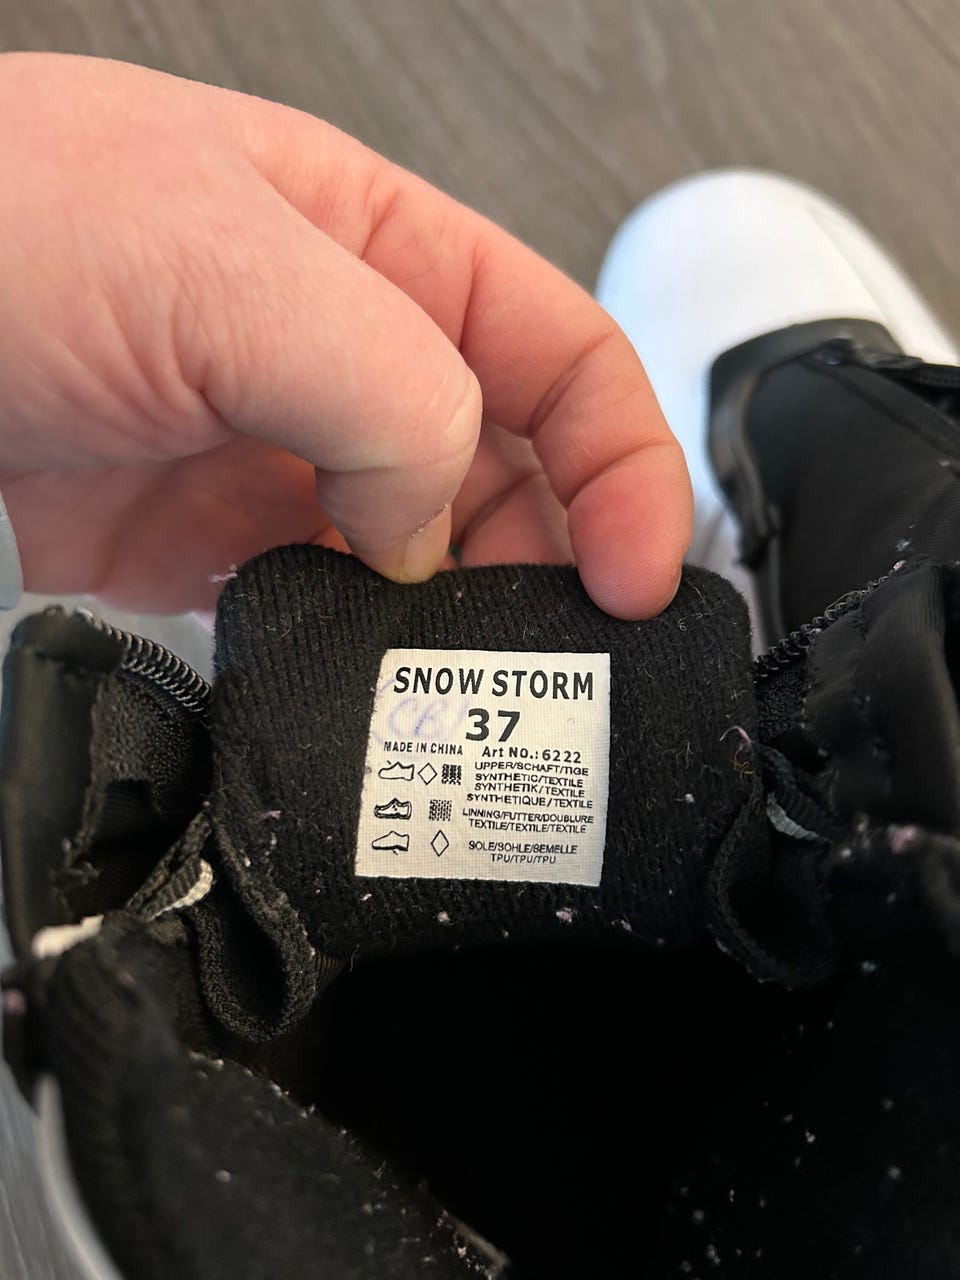 SNOW STORM
CB 37
MADE IN CHINA Art NO.: 6222
UPPER/SCHAFT/TIGE
SYNTHETIC/TEXTILE
SYNTHETIK/TEXTILE
SYNTHETIQUE/TEXTILE
LINNING/FUTTER/DOUBLURE
TEXTILE/TEXTILE/TEXTILE
SOLE/SOHLE/SEMELLE
TPU/TPU/TPU